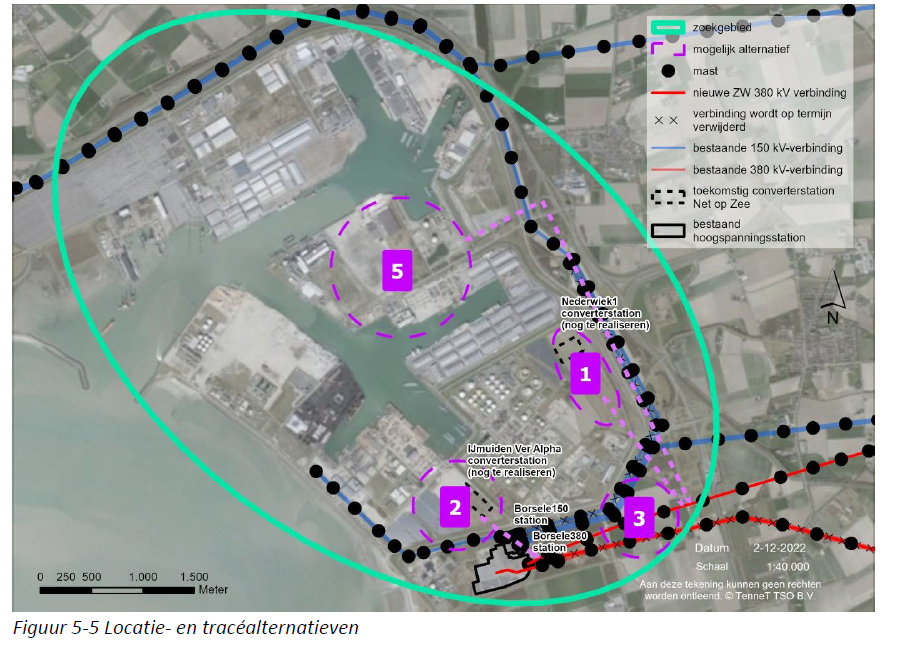 zoekgebied
mogelijk alternatief
mast
nieuwe ZW 380 kV verbinding
verbinding wordt op termijn
verwijderd
bestaande 150 kV-verbinding
bestaande 380 kV-verbinding
toekomstig converterstation
Net op Zee
bestaand
hoogspanningsstation
N
5
Nederwiek1
converterstation
(nog te realiseren)
1
IJmuiden Ver Alpha
converterstation
(nog te realiseren)
2
Borsele150
station
3
Borsele380
station
Datum 2-12-2022
Schaal 1:40.000
Aan deze tekening kunnen geen rechten
worden ontleend. © TenneT TSO B.V.
0 250 500 1.000 1.500
Meter
Figuur 5-5 Locatie- en tracéalternatieven